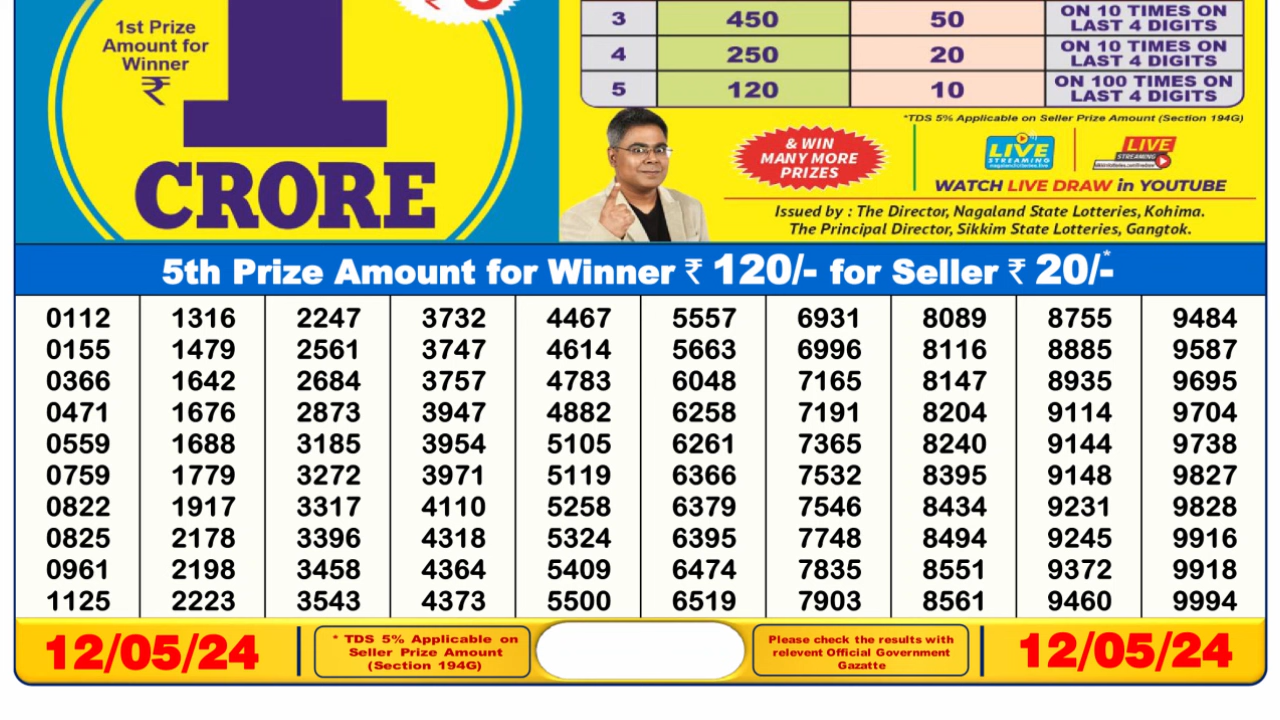 1st Prize
Amount for
Winner
₹
1
CRORE
3 450 50 ON 10 TIMES ON LAST 4 DIGITS
4 250 20 ON 10 TIMES ON LAST 4 DIGITS
5 120 10 ON 100 TIMES ON LAST 4 DIGITS
*TDS 5% Applicable on Seller Prize Amount (Section 194G)
& WIN
MANY MORE
PRIZES
LIVE
STREAMING
LIVE
STREAMING
WATCH LIVE DRAW in YOUTUBE
Issued by : The Director, Nagaland State Lotteries, Kohima.
The Principal Director, Sikkim State Lotteries, Gangtok.
5th Prize Amount for Winner ₹ 120/- for Seller ₹ 20/-*
0112 1316 2247 3732 4467 5557 6931 8089 8755 9484
0155 1479 2561 3747 4614 5663 6996 8116 8885 9587
0366 1642 2684 3757 4783 6048 7165 8147 8935 9695
0471 1676 2873 3947 4882 6258 7191 8204 9114 9704
0559 1688 3185 3954 5105 6261 7365 8240 9144 9738
0759 1779 3272 3971 5119 6366 7532 8395 9148 9827
0822 1917 3317 4110 5258 6379 7546 8434 9231 9828
0825 2178 3396 4318 5324 6395 7748 8494 9245 9916
0961 2198 3458 4364 5409 6474 7835 8551 9372 9918
1125 2223 3543 4373 5500 6519 7903 8561 9460 9994
12/05/24
* TDS 5% Applicable on
Seller Prize Amount
(Section 194G)
Please check the results with
relevent Official Government
Gazatte
12/05/24